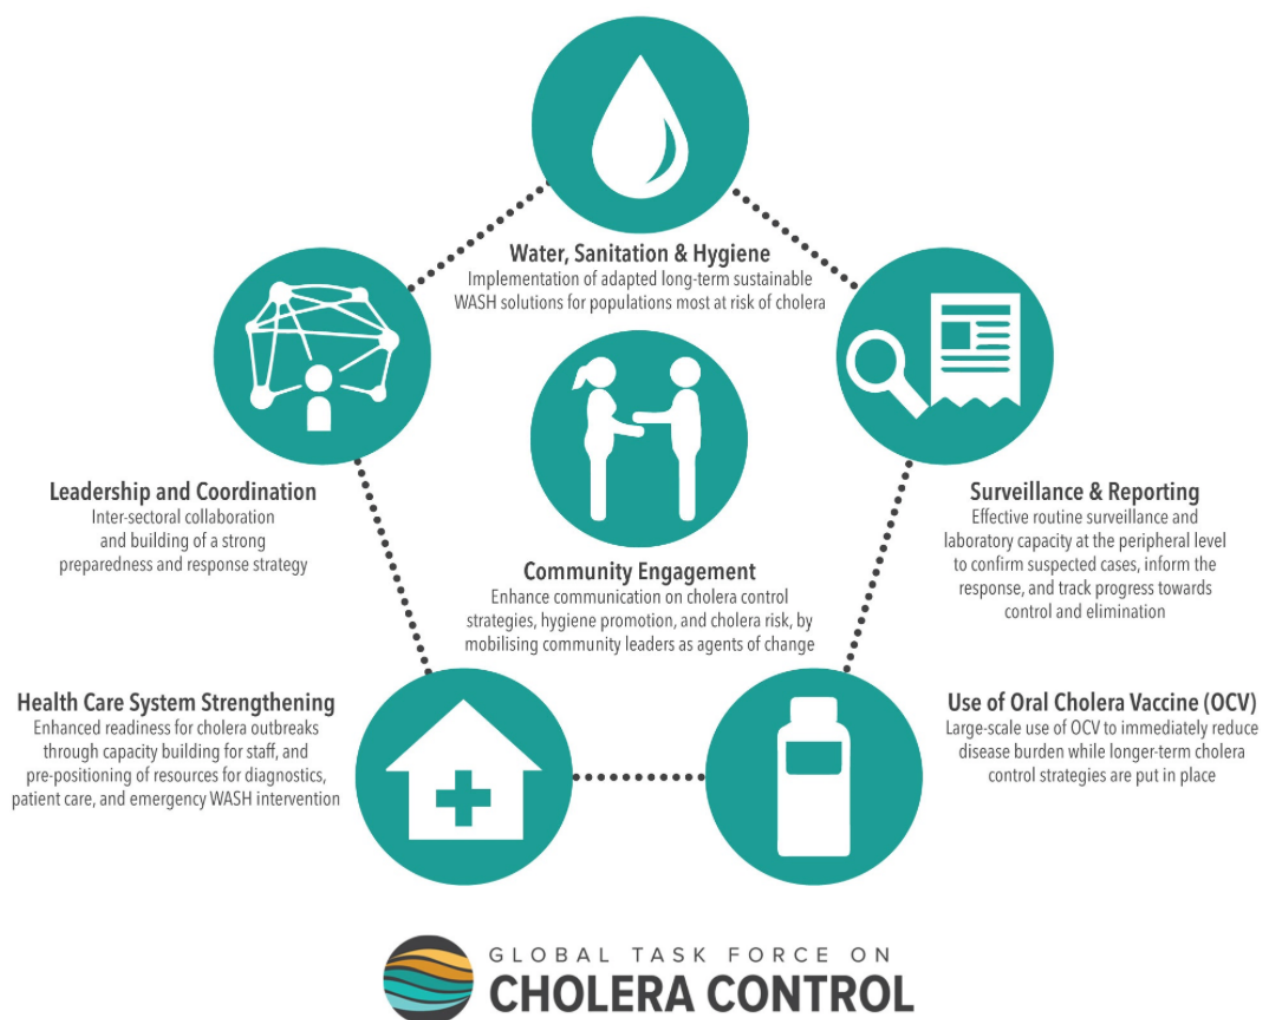 Water, Sanitation & Hygiene
Implementation of adapted long-term sustainable
WASH solutions for populations most at risk of cholera
Leadership and Coordination
Inter-sectoral collaboration
and building of a strong
preparedness and response strategy
Surveillance & Reporting
Effective routine surveillance and
laboratory capacity at the peripheral level
to confirm suspected cases, inform the
response, and track progress towards
control and elimination
Community Engagement
Enhance communication on cholera control
strategies, hygiene promotion, and cholera risk, by
mobilising community leaders as agents of change
Health Care System Strengthening
Enhanced readiness for cholera outbreaks
through capacity building for staff, and
pre-positioning of resources for diagnostics,
patient care, and emergency WASH intervention
Use of Oral Cholera Vaccine (OCV)
Large-scale use of OCV to immediately reduce
disease burden while longer-term cholera
control strategies are put in place
GLOBAL TASK FORCE ON
CHOLERA CONTROL